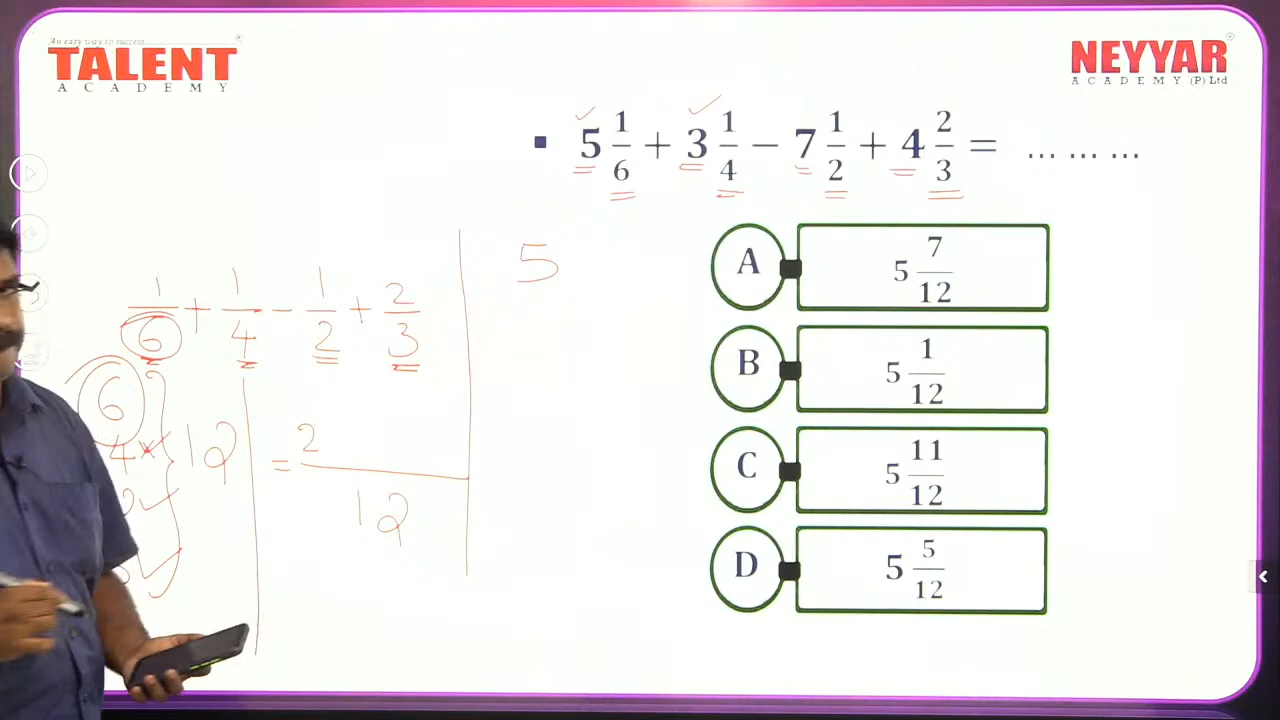 An easy way to success..........................
TALENT
ACADEMY
NEYYAR
ACADEMY (P) Ltd
▪ 5 1/6 + 3 1/4 − 7 1/2 + 4 2/3 = ... ... ...
5
1/6 + 1/4 − 1/2 + 2/3
6
4 ×
12
= 2/12
A 5 7/12
B 5 1/12
C 5 11/12
D 5 5/12